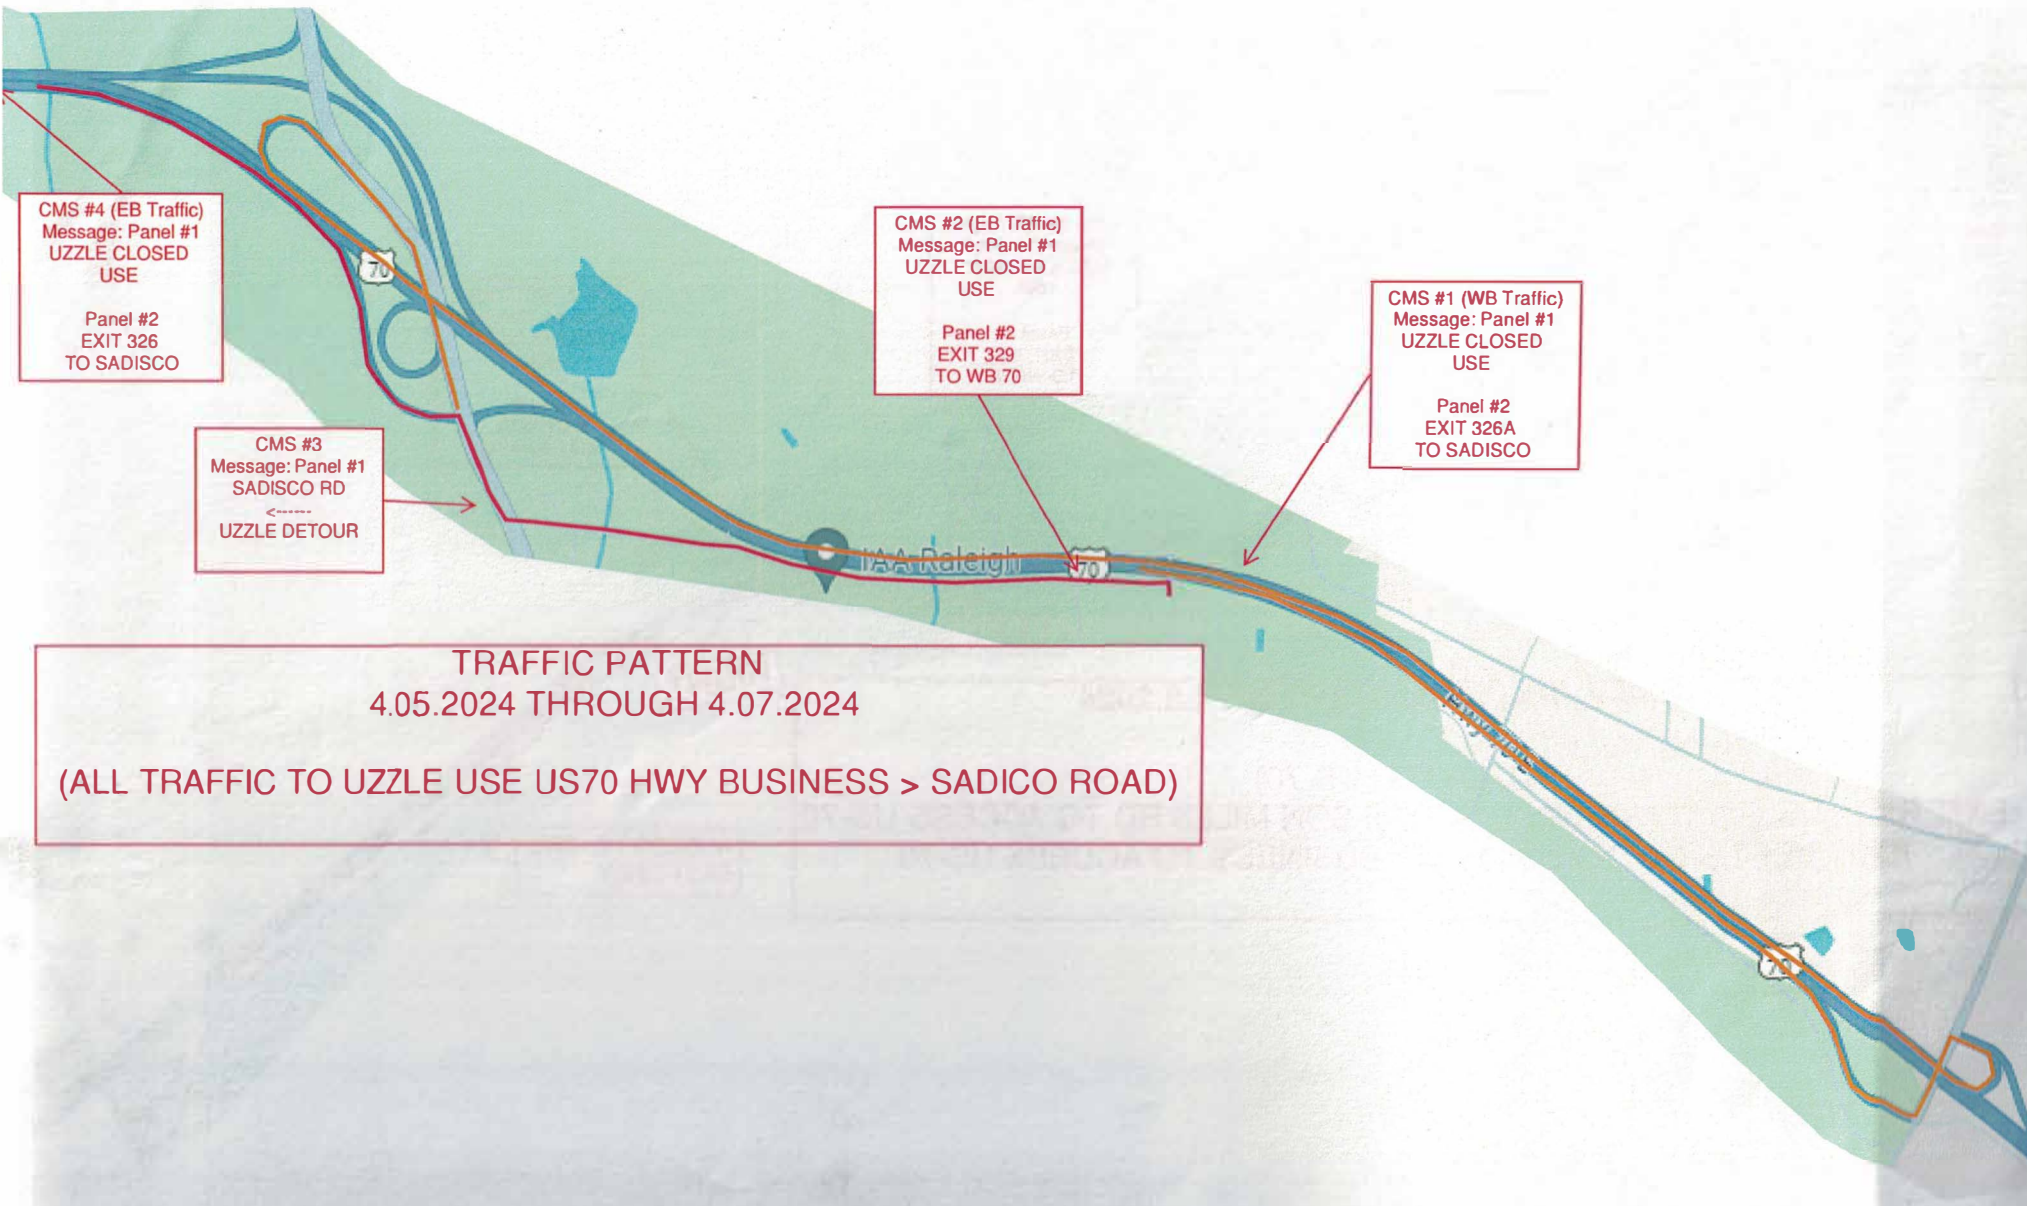 CMS #4 (EB Traffic)
Message: Panel #1
UZZLE CLOSED
USE
Panel #2
EXIT 326
TO SADISCO
70
CMS #3
Message: Panel #1
SADISCO RD
<------
UZZLE DETOUR
CMS #2 (EB Traffic)
Message: Panel #1
UZZLE CLOSED
USE
Panel #2
EXIT 329
TO WB 70
CMS #1 (WB Traffic)
Message: Panel #1
UZZLE CLOSED
USE
Panel #2
EXIT 326A
TO SADISCO
IAA Raleigh
70
TRAFFIC PATTERN
4.05.2024 THROUGH 4.07.2024
(ALL TRAFFIC TO UZZLE USE US70 HWY BUSINESS > SADICO ROAD)
70